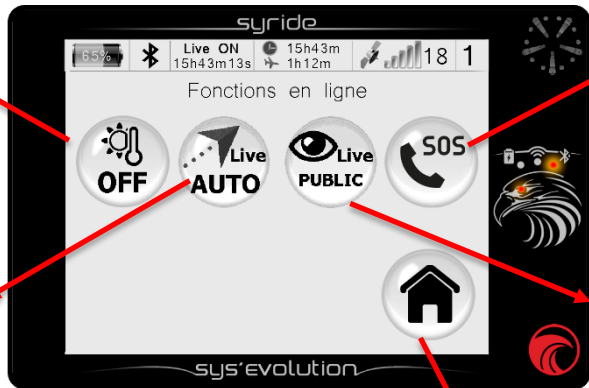 syride
65% Live ON 15h43m 18 1
15h43m13s 1h12m
Fonctions en ligne
OFF Live AUTO Live PUBLIC SOS
sys'evolution